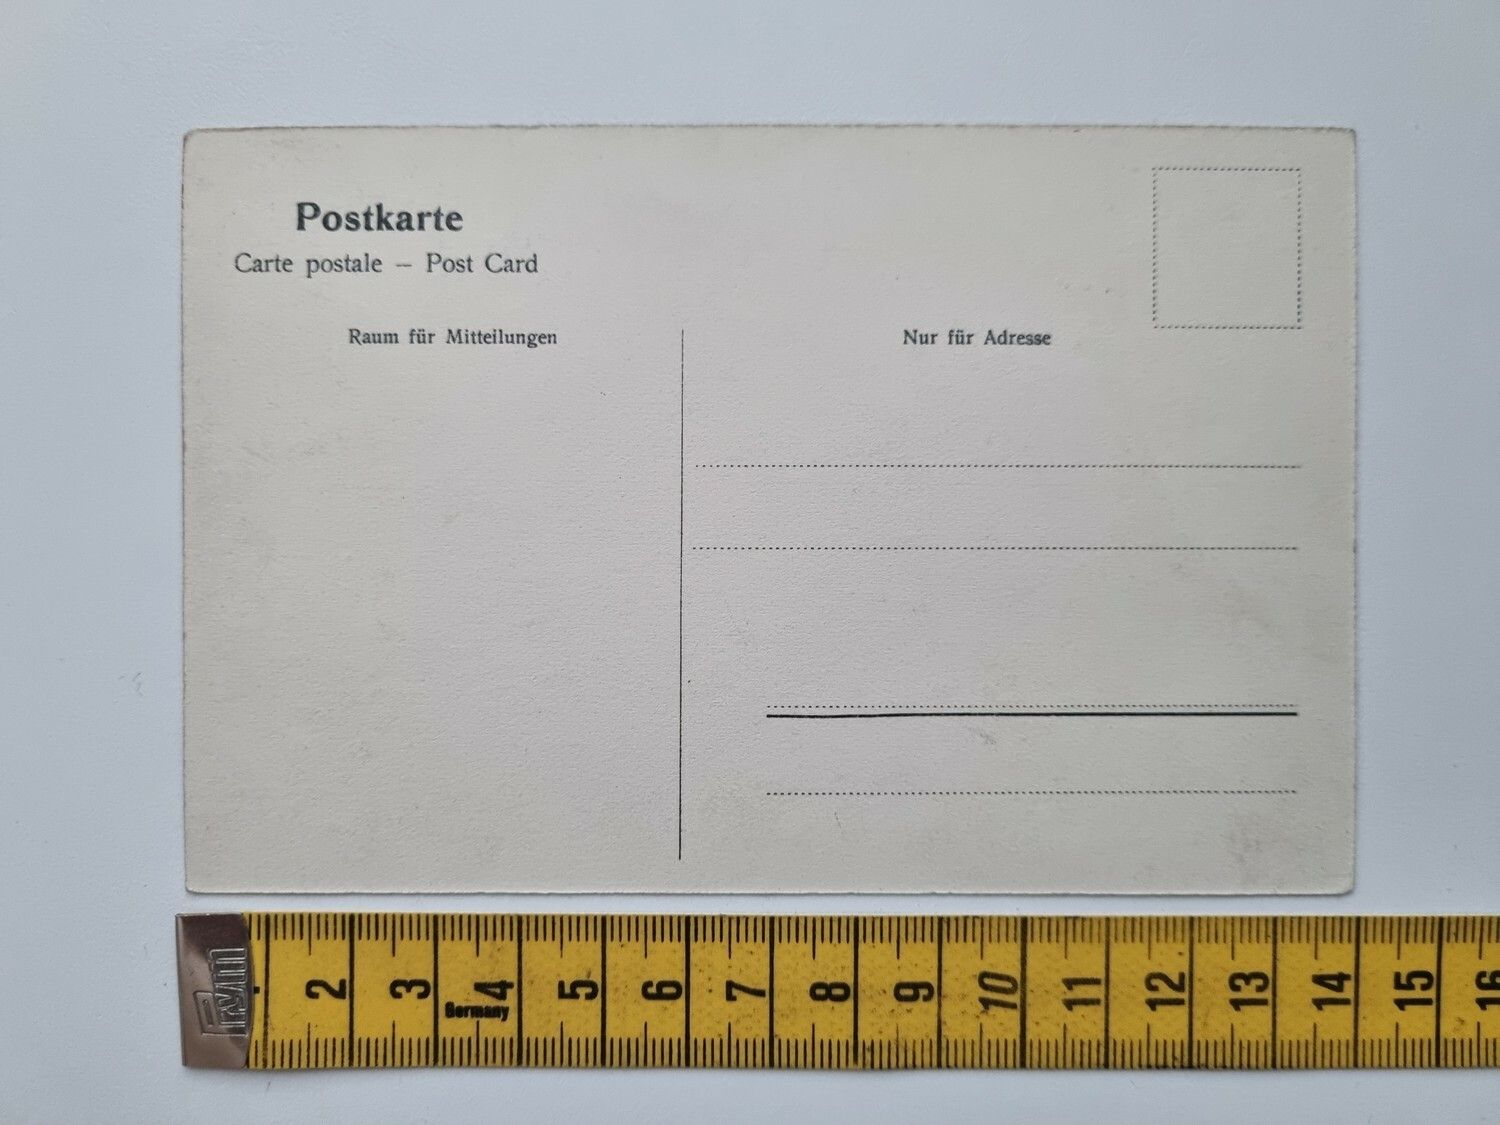 Postkarte
Carte postale – Post Card
Raum für Mitteilungen
Nur für Adresse
Prym
2 3 4 5 6 7 8 9 10 11 12 13 14 15 16
Germany